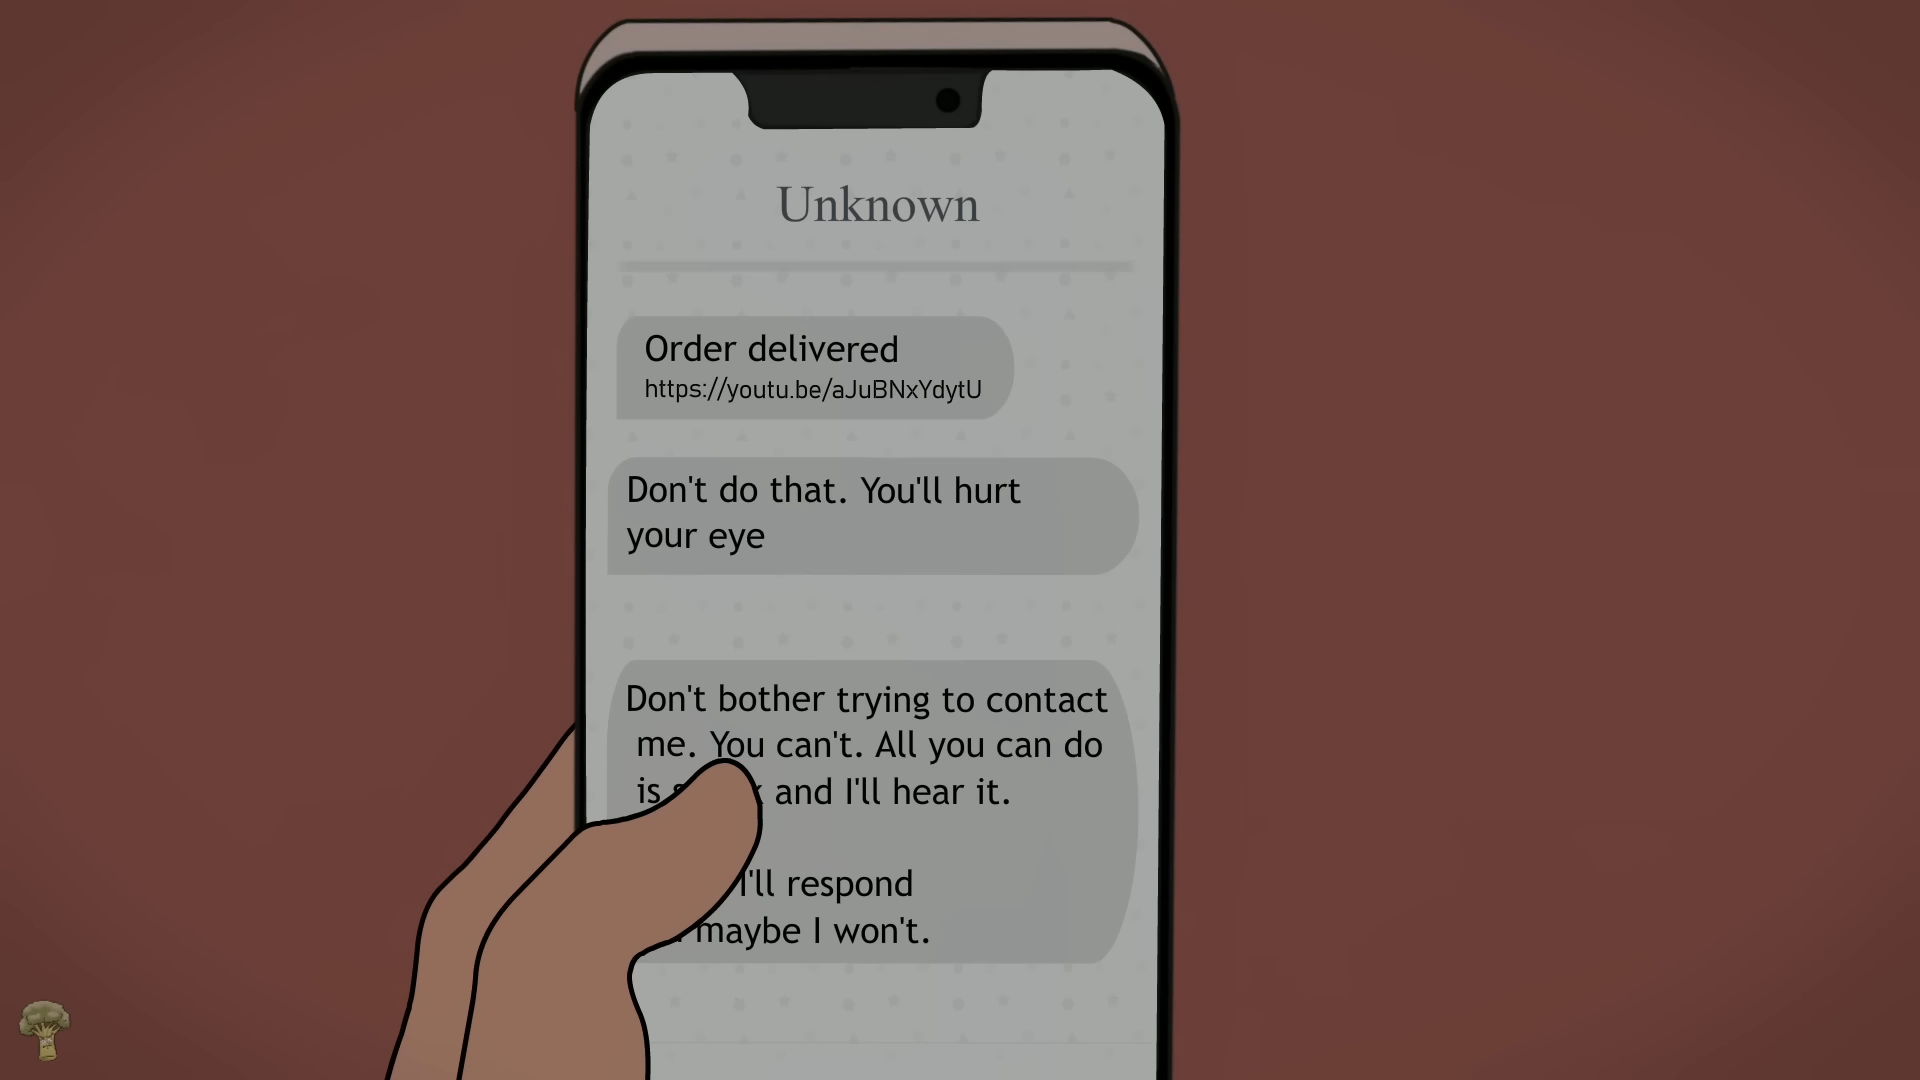 Unknown
Order delivered
https://youtu.be/aJuBNxYdytU
Don't do that. You'll hurt
your eye
Don't bother trying to contact
me. You can't. All you can do
is and I'll hear it.
I'll respond
maybe I won't.